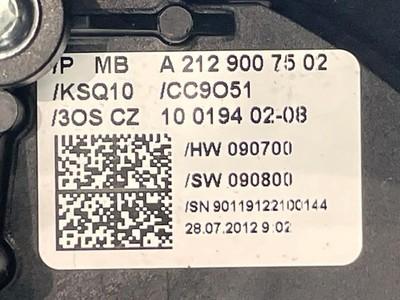 /P MB A 212 900 75 02
/KSQ10 /CC9O51
/3OS CZ 10 0194 02-08
/HW 090700
/SW 090800
/SN 90119122100144
28.07.2012 9:02